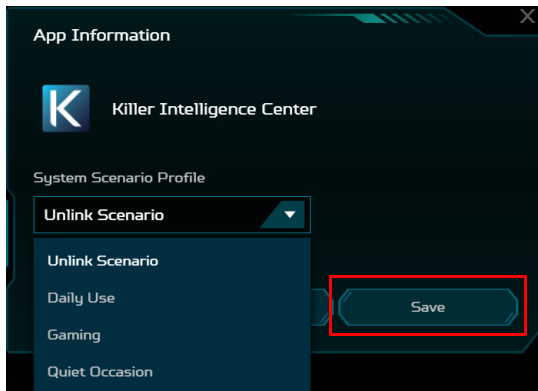 X
App Information
K
Killer Intelligence Center
System Scenario Profile
Unlink Scenario
Unlink Scenario
Daily Use
Save
Gaming
Quiet Occasion